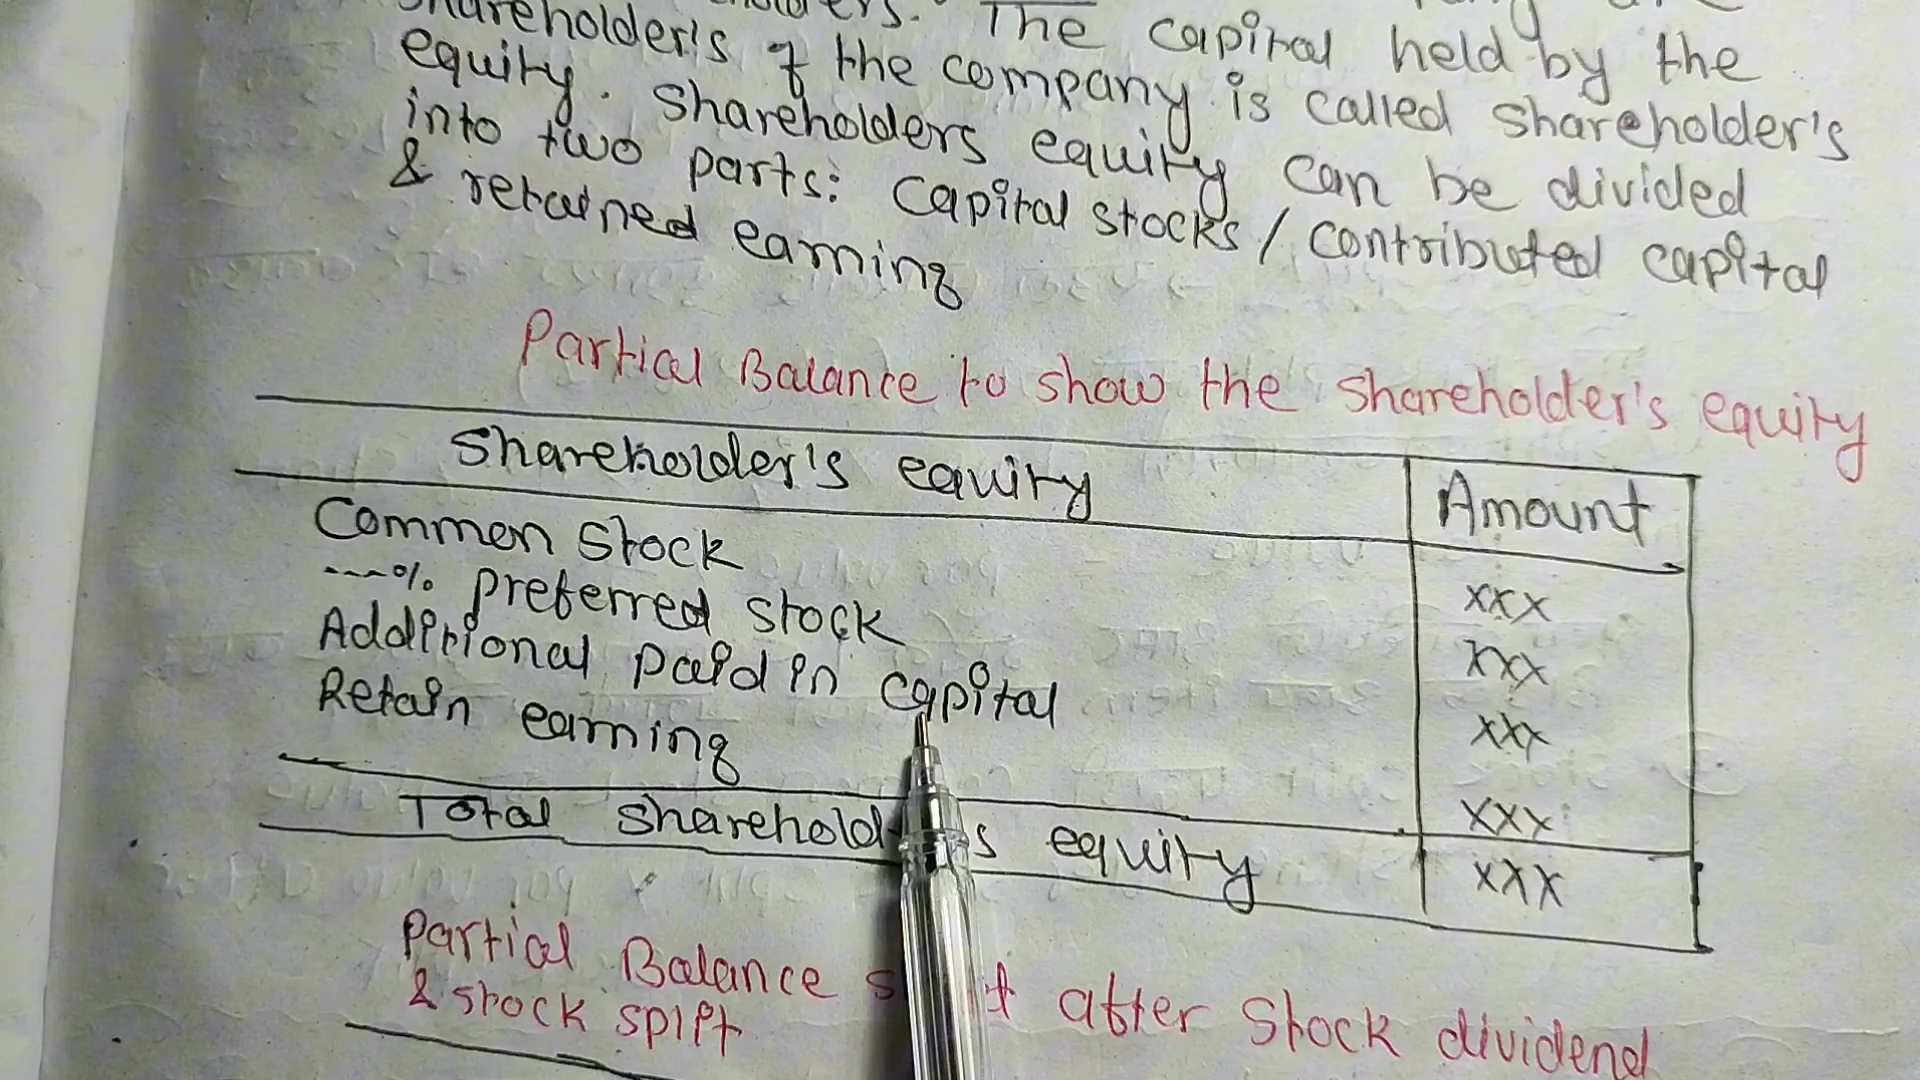 The capital held by the
shareholder's of the company is called shareholder's
equity. Shareholders equity can be divided
into two parts: capital stocks / contributed capital
& retained earning
Partial Balance to show the shareholder's equity
Shareholder's equity Amount
Common Stock xxx
---% preferred stock xxx
Additional paid in capital xxx
Retain earning xxx
Total equity xxx
Partial Balance after Stock dividend
& stock split